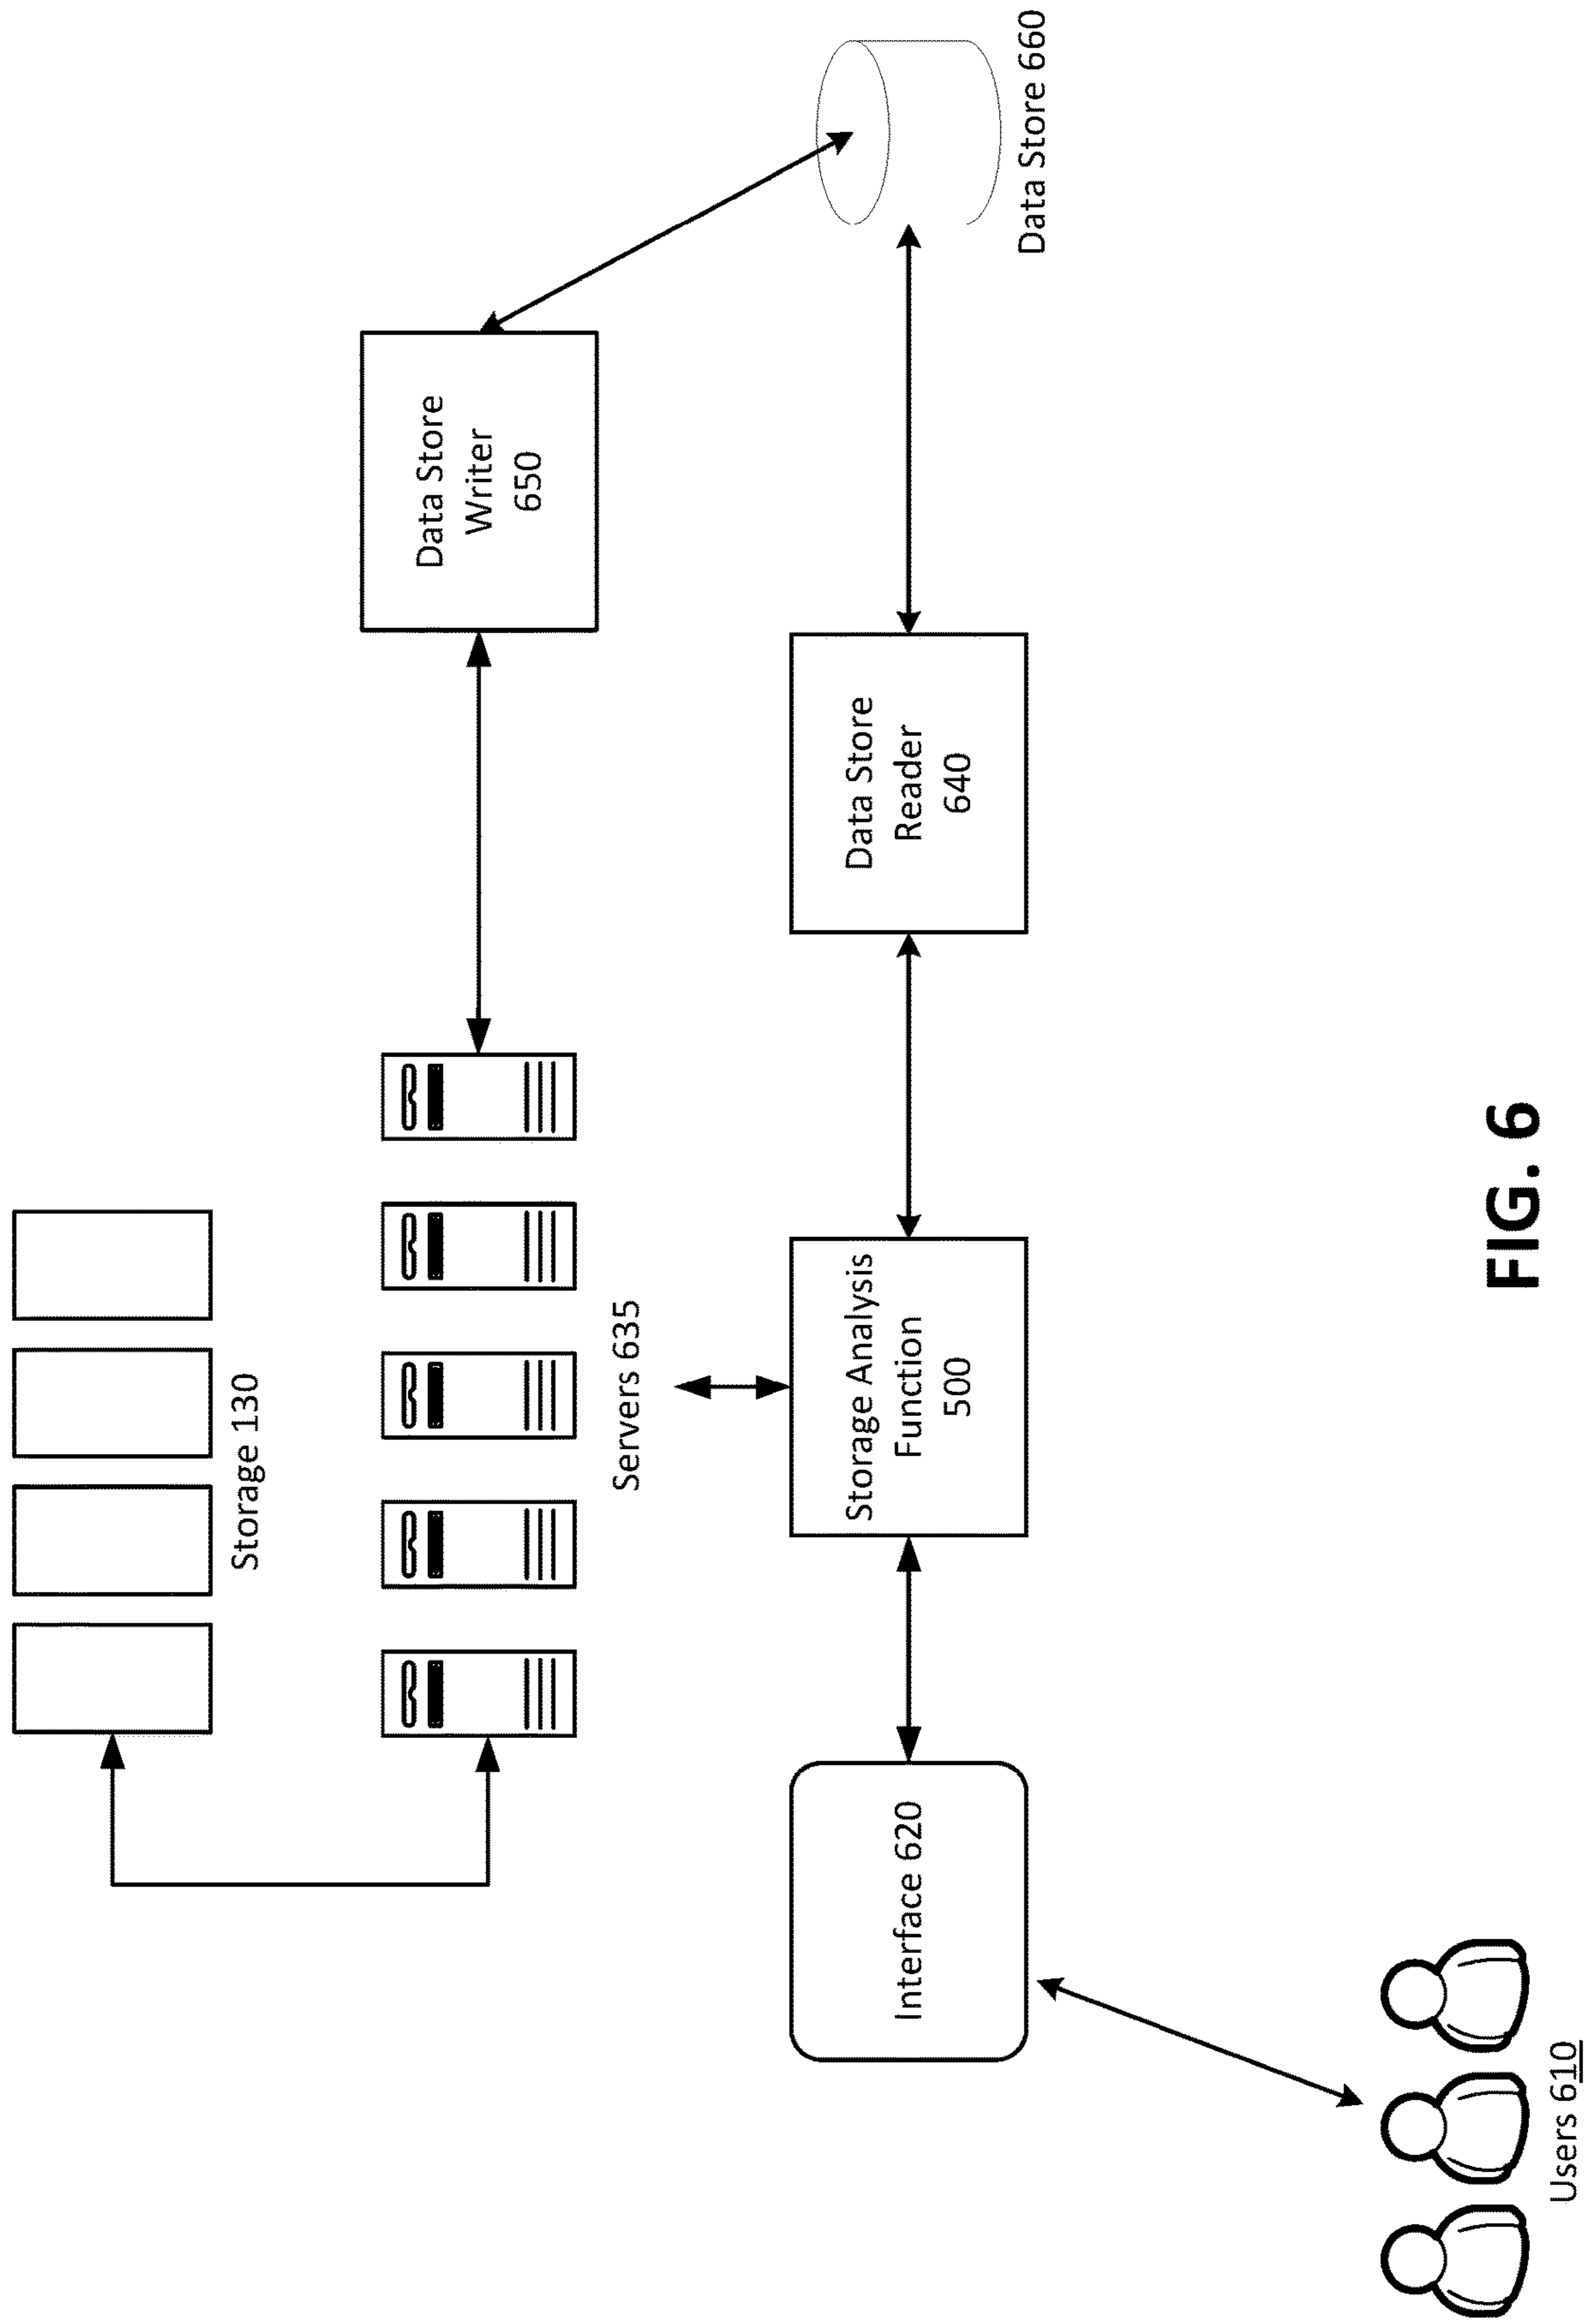 Storage 130
Servers 635
Data Store
Writer
650
Interface 620
Storage Analysis
Function
500
Data Store
Reader
640
Data Store 660
Users 610
FIG. 6